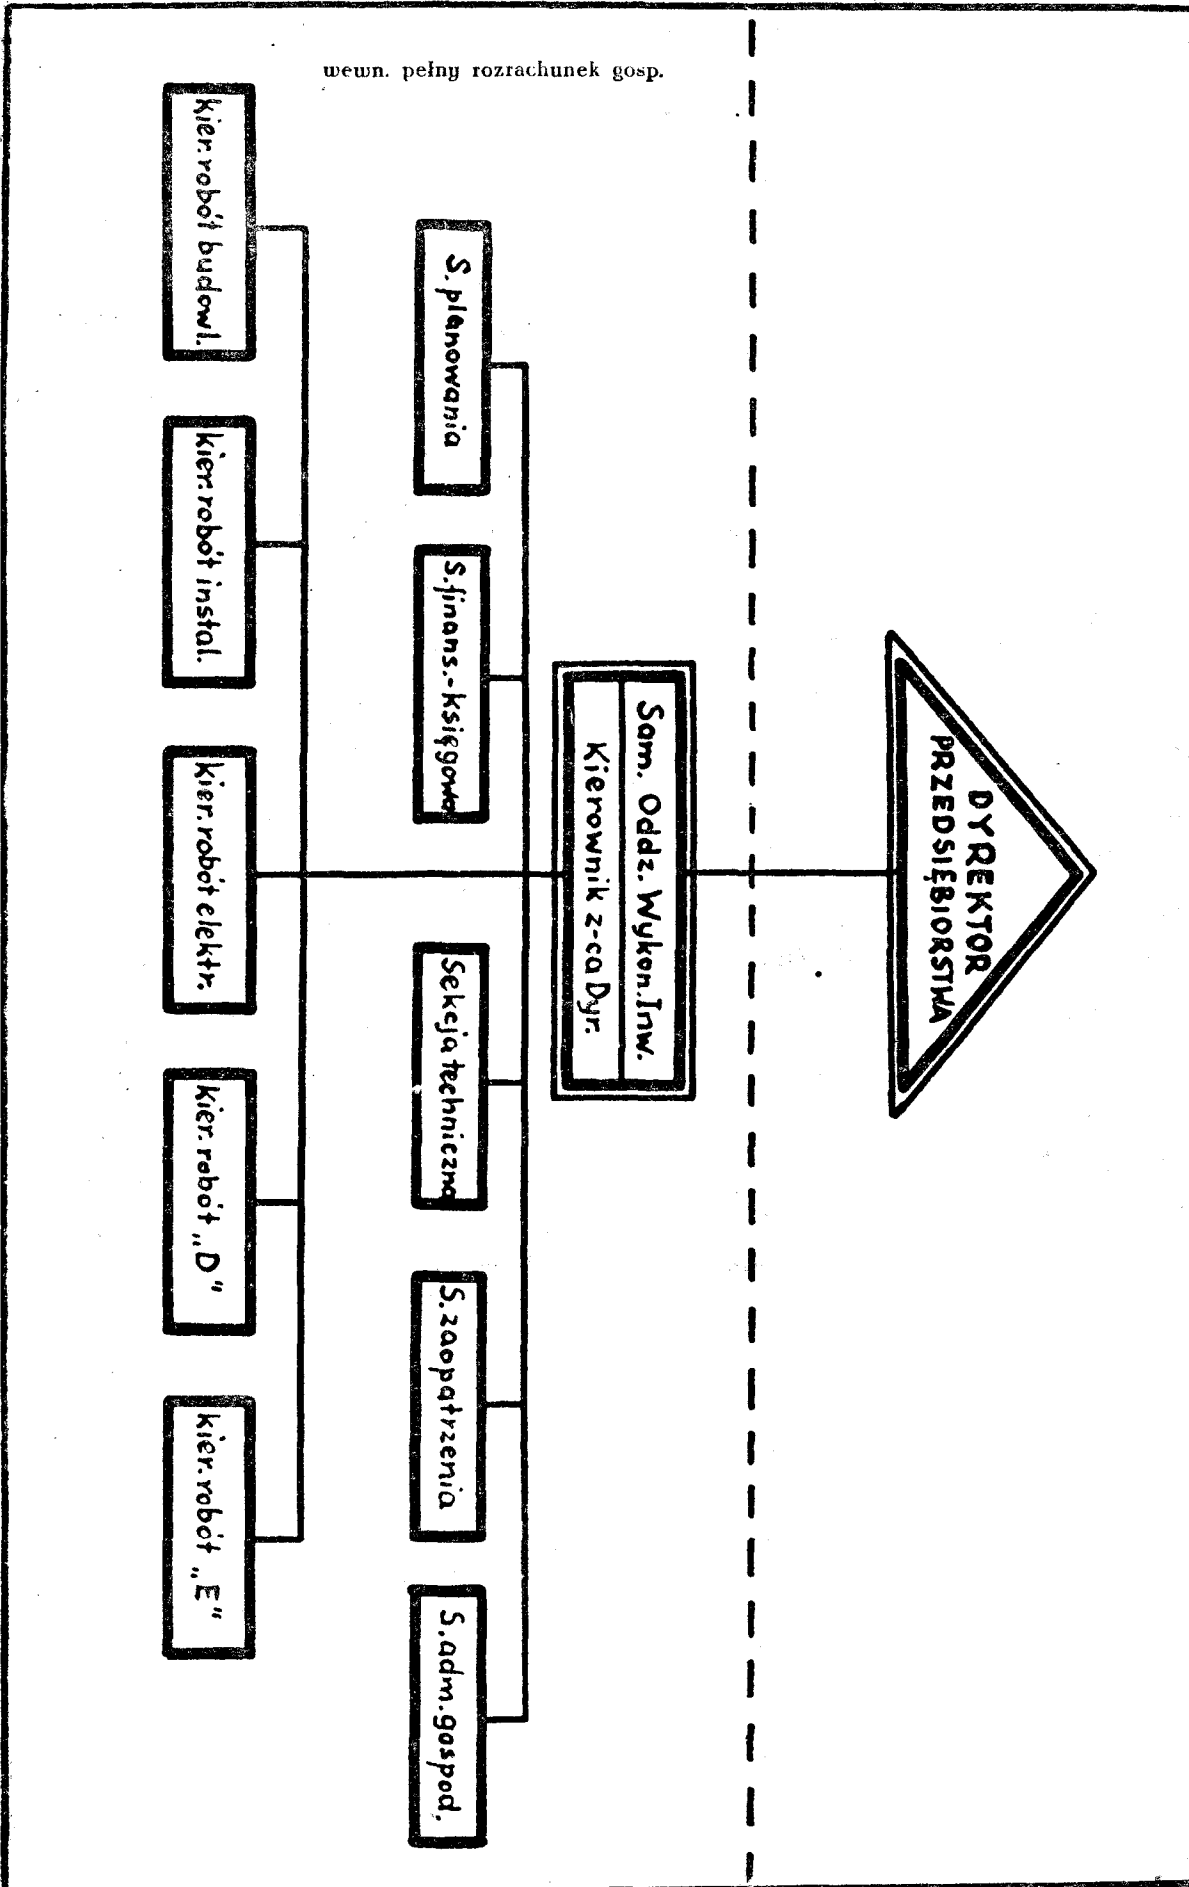 wewn. pełny rozrachunek gosp.
DYREKTOR
PRZEDSIĘBIORSTWA
Sam. Oddz. Wykon. Inw.
Kierownik z-ca Dyr.
S. planowania
S. finans.-księgowa
Sekcja techniczna
S. zaopatrzenia
S. adm. gospod.
kier. robót budowl.
kier. robót instal.
kier. robót elektr.
kier. robót „D"
kier. robót „E"